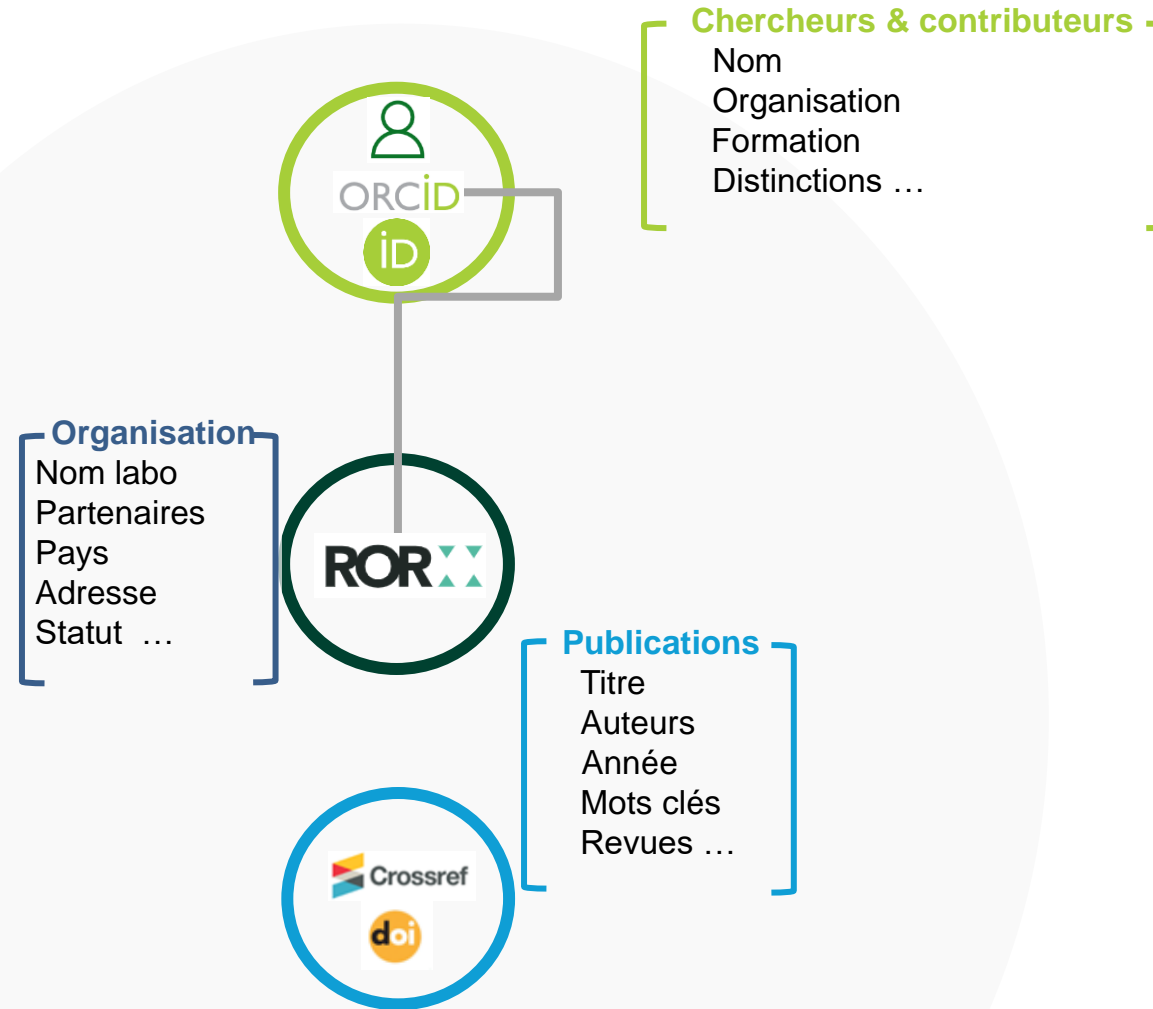 Chercheurs & contributeurs
Nom
Organisation
Formation
Distinctions …
ORCiD
iD
Organisation
Nom labo
Partenaires
Pays
Adresse
Statut …
ROR
Publications
Titre
Auteurs
Année
Mots clés
Revues …
Crossref
doi